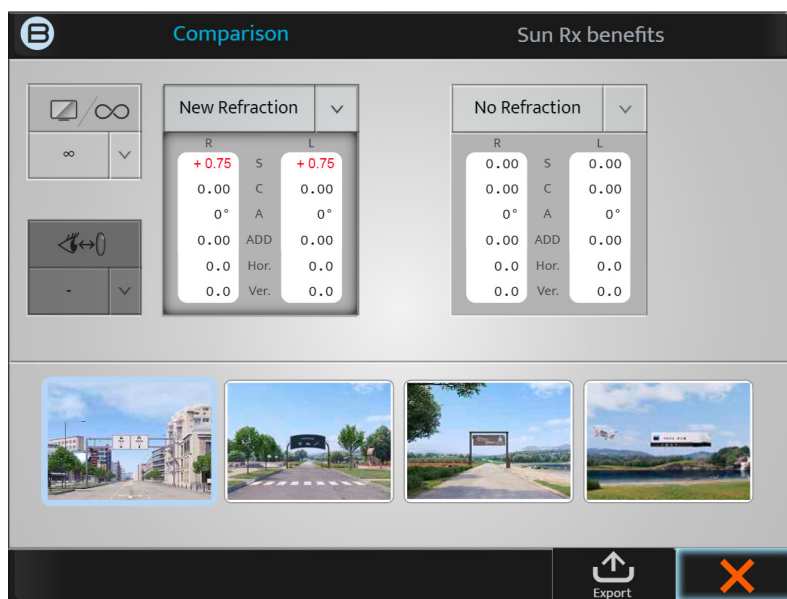 B
Comparison
Sun Rx benefits
∞
∞
-
New Refraction
R L
+ 0.75 S + 0.75
0.00 C 0.00
0° A 0°
0.00 ADD 0.00
0.0 Hor. 0.0
0.0 Ver. 0.0
No Refraction
R L
0.00 S 0.00
0.00 C 0.00
0° A 0°
0.00 ADD 0.00
0.0 Hor. 0.0
0.0 Ver. 0.0
Export